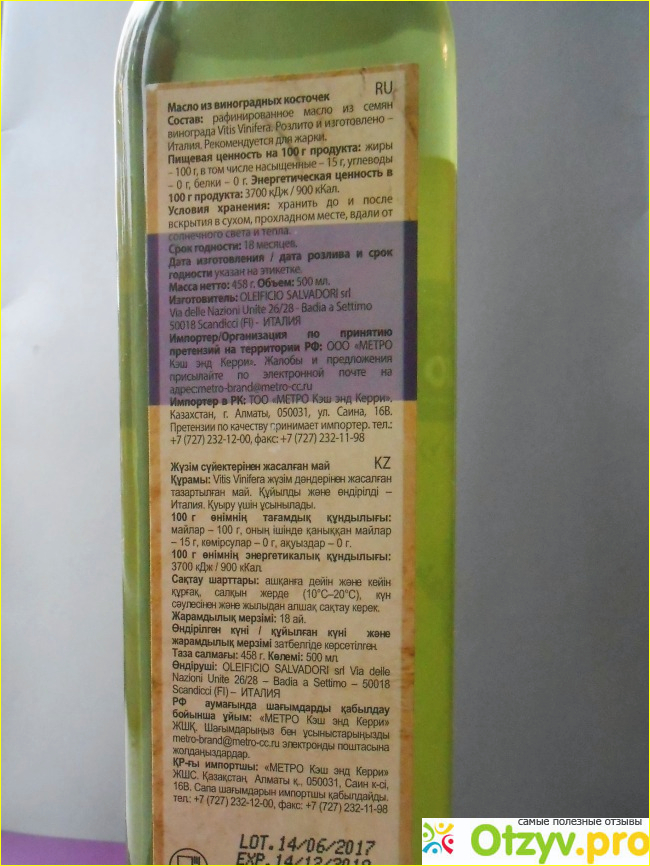 RU
Масло из виноградных косточек
Состав: рафинированное масло из семян
винограда Vitis Vinifera. Розлито и изготовлено –
Италия. Рекомендуется для жарки.
Пищевая ценность на 100 г продукта: жиры
– 100 г, в том числе насыщенные – 15 г, углеводы
– 0 г, белки – 0 г. Энергетическая ценность в
100 г продукта: 3700 кДж / 900 кКал.
Условия хранения: хранить до и после
вскрытия в сухом, прохладном месте, вдали от
солнечного света и тепла.
Срок годности: 18 месяцев.
Дата изготовления / дата розлива и срок
годности указан на этикетке.
Масса нетто: 458 г. Объем: 500 мл.
Изготовитель: OLEIFICIO SALVADORI srl
Via delle Nazioni Unite 26/28 - Badia a Settimo
50018 Scandicci (FI) - ИТАЛИЯ
Импортер/Организация по принятию
претензий на территории РФ: ООО «МЕТРО
Кэш энд Керри». Жалобы и предложения
присылайте по электронной почте на
адрес:metro-brand@metro-cc.ru
Импортер в РК: ТОО «МЕТРО Кэш энд Керри»,
Казахстан, г. Алматы, 050031, ул. Саина, 16В.
Претензии по качеству принимает импортер. тел.:
+7 (727) 232-12-00, факс: +7 (727) 232-11-98
Жүзім сүйектерінен жасалған май KZ
Құрамы: Vitis Vinifera жүзім дәндерінен жасалған
тазартылған май. Құйылды және өндірілді –
Италия. Қуыру үшін ұсынылады.
100 г өнімнің тағамдық құндылығы:
майлар – 100 г, оның ішінде қаныққан майлар
– 15 г, көмірсулар – 0 г, ақуыздар – 0 г.
100 г өнімнің энергетикалық құндылығы:
3700 кДж / 900 кКал.
Сақтау шарттары: ашқанға дейін және кейін
құрғақ, салқын жерде (10°C–20°C), күн
сәулесінен және жылыдан алшақ сақтау керек.
Жарамдылық мерзімі: 18 ай.
Өндірілген күні / құйылған күні және
жарамдылық мерзімі затбелгіде көрсетілген.
Таза салмағы: 458 г. Көлемі: 500 мл.
Өндіруші: OLEIFICIO SALVADORI srl Via delle
Nazioni Unite 26/28 – Badia a Settimo – 50018
Scandicci (FI) – ИТАЛИЯ
РФ аумағында шағымдарды қабылдау
бойынша ұйым: «МЕТРО Кэш энд Керри»
ЖШҚ. Шағымдарыңыз бен ұсыныстарыңызды
metro-brand@metro-cc.ru электронды поштасына
жолдаңыздардар.
ҚР-ғы импортшы: «МЕТРО Кэш энд Керри»
ЖШС. Қазақстан, Алматы қ., 050031, Саин к-сі,
16В. Сапа шағымдарын импортшы қабылдайды.
тел.: +7 (727) 232-12-00, факс: +7 (727) 232-11-98
LOT. 14/06/2017
EXP. 14/12/2018
самые полезные отзывы
Otzyv.pro